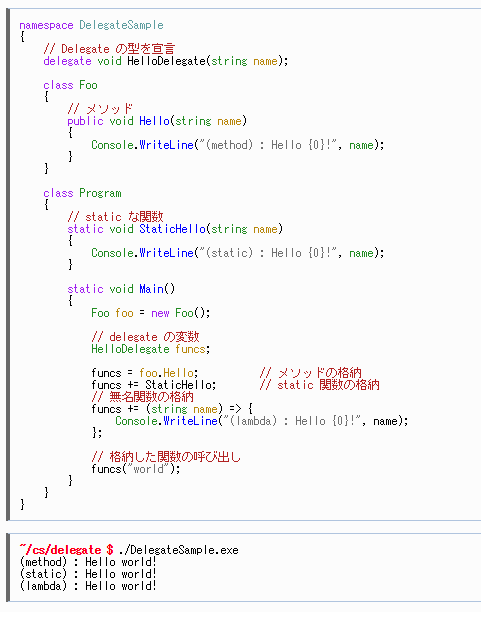 namespace DelegateSample
{
    // Delegate の型を宣言
    delegate void HelloDelegate(string name);

    class Foo
    {
        // メソッド
        public void Hello(string name)
        {
            Console.WriteLine("(method) : Hello {0}!", name);
        }
    }

    class Program
    {
        // static な関数
        static void StaticHello(string name)
        {
            Console.WriteLine("(static) : Hello {0}!", name);
        }

        static void Main()
        {
            Foo foo = new Foo();

            // delegate の変数
            HelloDelegate funcs;

            funcs = foo.Hello;          // メソッドの格納
            funcs += StaticHello;       // static 関数の格納
            // 無名関数の格納
            funcs += (string name) => {
                Console.WriteLine("(lambda) : Hello {0}!", name);
            };

            // 格納した関数の呼び出し
            funcs("world");
        }
    }
}
~/cs/delegate $ ./DelegateSample.exe
(method) : Hello world!
(static) : Hello world!
(lambda) : Hello world!